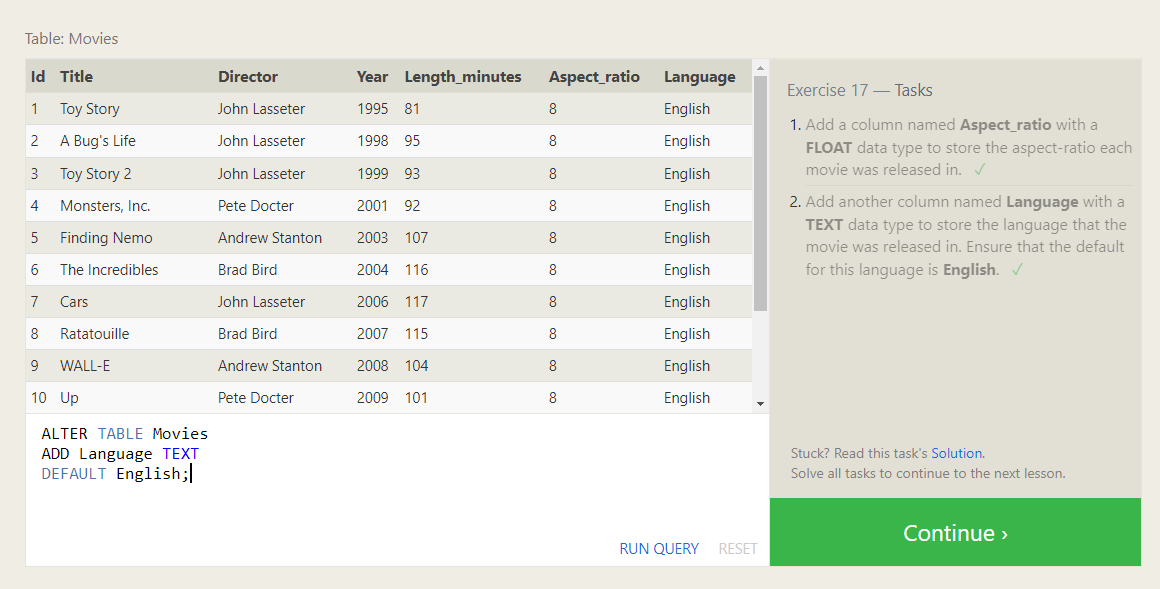 Table: Movies
Id Title Director Year Length_minutes Aspect_ratio Language
1 Toy Story John Lasseter 1995 81 8 English
2 A Bug's Life John Lasseter 1998 95 8 English
3 Toy Story 2 John Lasseter 1999 93 8 English
4 Monsters, Inc. Pete Docter 2001 92 8 English
5 Finding Nemo Andrew Stanton 2003 107 8 English
6 The Incredibles Brad Bird 2004 116 8 English
7 Cars John Lasseter 2006 117 8 English
8 Ratatouille Brad Bird 2007 115 8 English
9 WALL-E Andrew Stanton 2008 104 8 English
10 Up Pete Docter 2009 101 8 English
ALTER TABLE Movies
ADD Language TEXT
DEFAULT English;
RUN QUERY RESET
Exercise 17 — Tasks
1. Add a column named Aspect_ratio with a
FLOAT data type to store the aspect-ratio each
movie was released in. ✓
2. Add another column named Language with a
TEXT data type to store the language that the
movie was released in. Ensure that the default
for this language is English. ✓
Stuck? Read this task's Solution.
Solve all tasks to continue to the next lesson.
Continue ›